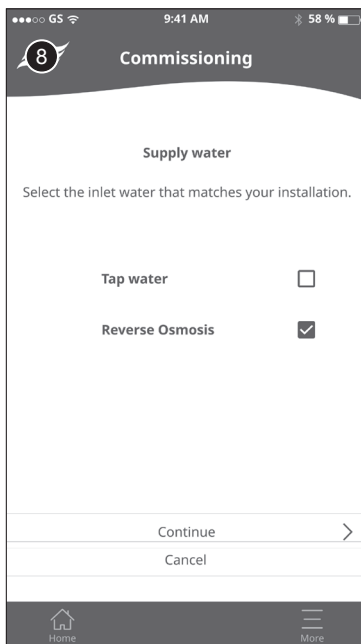 GS 9:41 AM 58 %
8 Commissioning
Supply water
Select the inlet water that matches your installation.
Tap water
Reverse Osmosis
Continue
Cancel
Home More